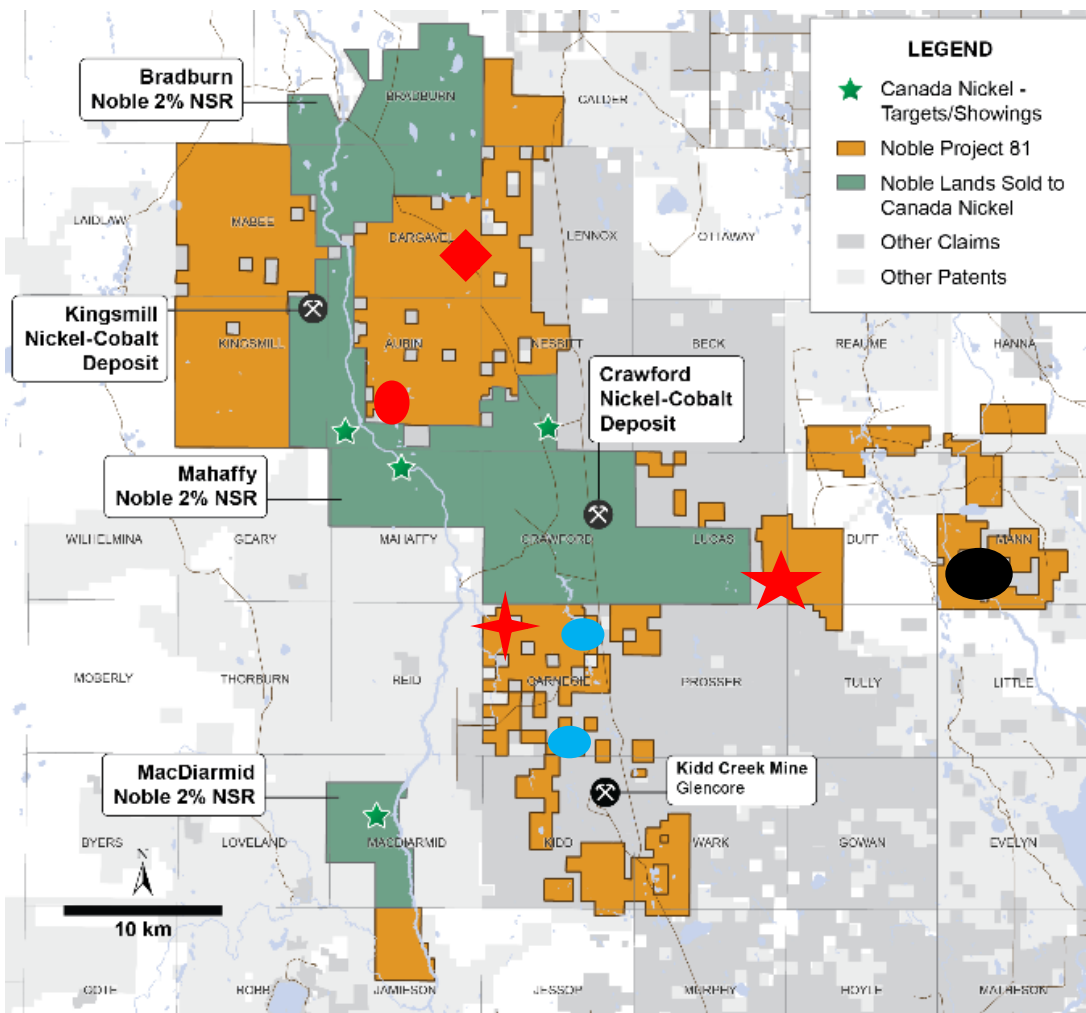 LEGEND
Canada Nickel -
Targets/Showings
Noble Project 81
Noble Lands Sold to
Canada Nickel
Other Claims
Other Patents
Bradburn
Noble 2% NSR
BRADBURN
CALDER
LAIDLAW
MABEE
DARGAVEL
LENNOX
OTTAWAY
Kingsmill
Nickel-Cobalt
Deposit
KINGSMILL
AUBIN
NESBITT
BECK
REAUME
HANNA
Crawford
Nickel-Cobalt
Deposit
Mahaffy
Noble 2% NSR
WILHELMINA
GEARY
MAHAFFY
CRAWFORD
LUCAS
DUFF
MANN
MOBERLY
THORBURN
REID
CARNEGIE
PROSSER
TULLY
LITTLE
MacDiarmid
Noble 2% NSR
Kidd Creek Mine
Glencore
BYERS
LOVELAND
MACDIARMID
KIDD
WARK
GOWAN
EVELYN
N
10 km
COTE
ROBB
JAMIESON
JESSOP
MURPHY
HOYLE
MATHESON